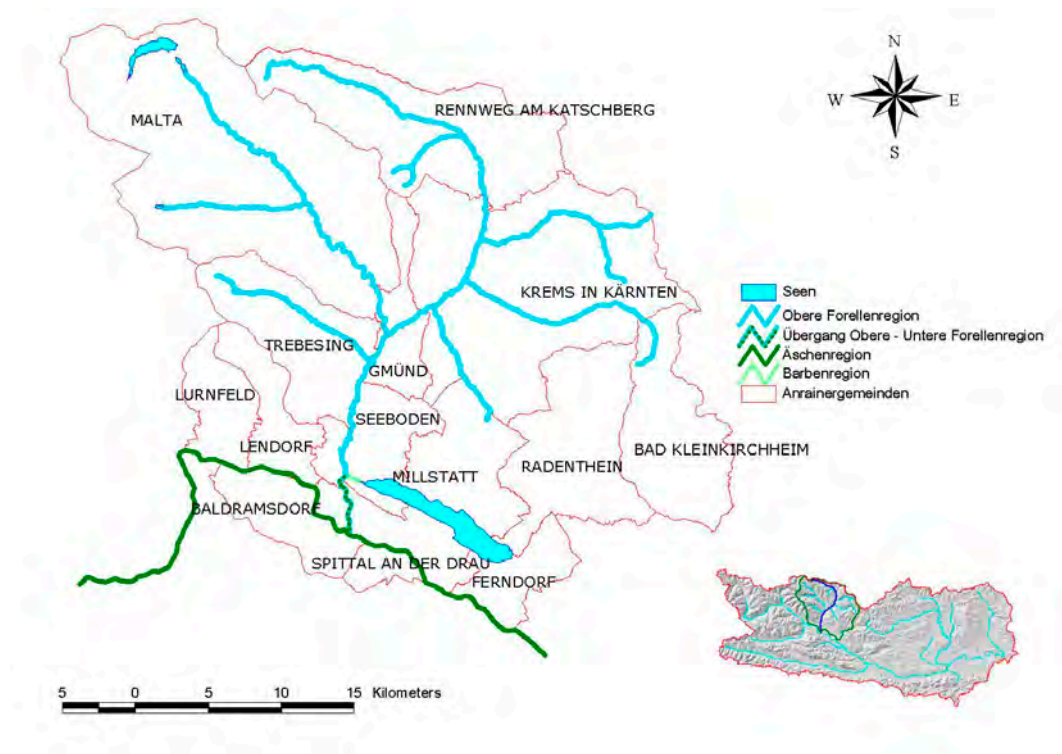 N
W E
S
MALTA
RENNWEG AM KATSCHBERG
KREMS IN KÄRNTEN
TREBESING
GMÜND
LURNFELD
SEEBODEN
LENDORF
MILLSTATT
RADENTHEIN
BAD KLEINKIRCHHEIM
BALDRAMSDORF
SPITTAL AN DER DRAU
FERNDORF
Seen
Obere Forellenregion
Übergang Obere - Untere Forellenregion
Äschenregion
Barbenregion
Anrainergemeinden
5 0 5 10 15 Kilometers